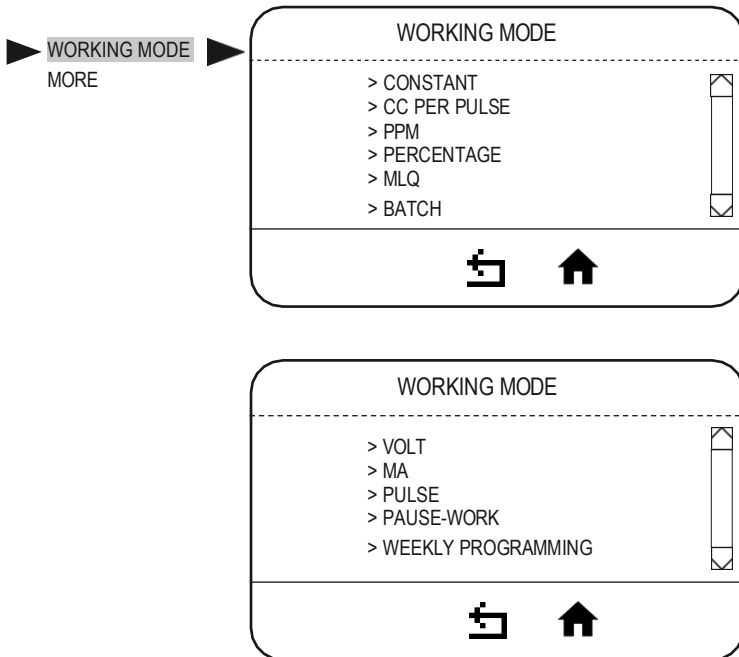 WORKING MODE
MORE
WORKING MODE
> CONSTANT
> CC PER PULSE
> PPM
> PERCENTAGE
> MLQ
> BATCH
WORKING MODE
> VOLT
> MA
> PULSE
> PAUSE-WORK
> WEEKLY PROGRAMMING